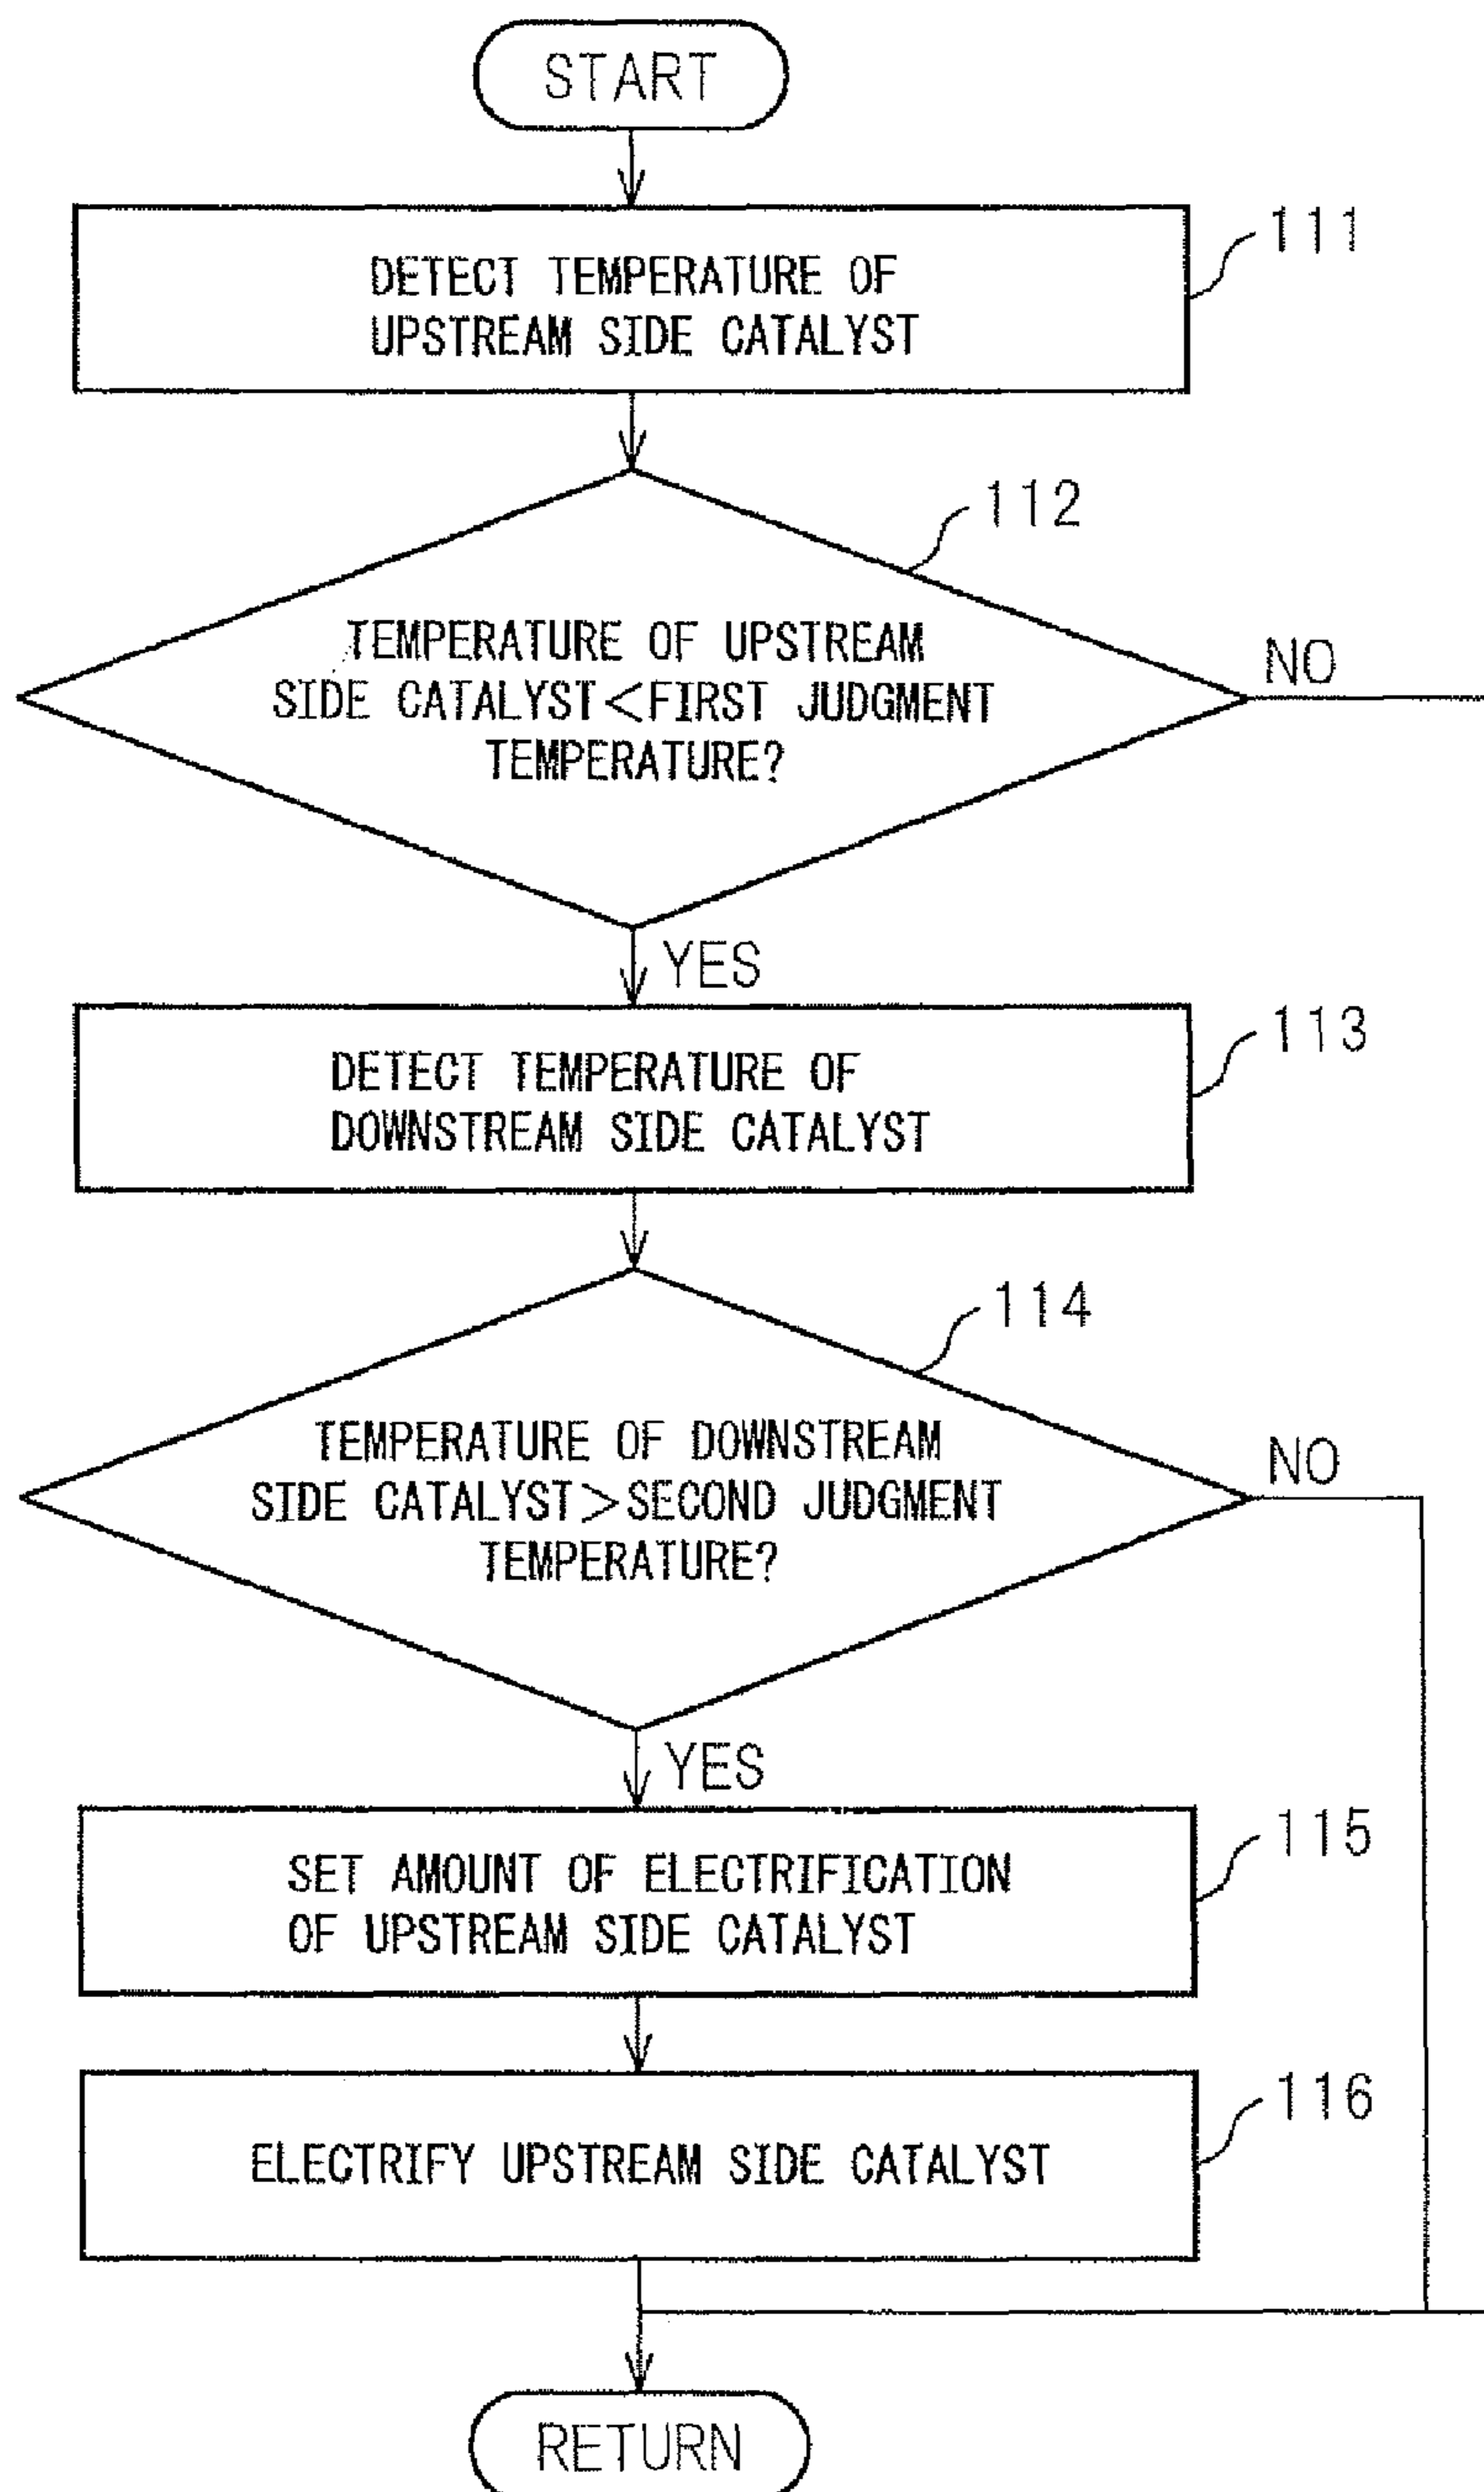 START
111
DETECT TEMPERATURE OF
UPSTREAM SIDE CATALYST
112
TEMPERATURE OF UPSTREAM
SIDE CATALYST<FIRST JUDGMENT
TEMPERATURE?
NO
YES
113
DETECT TEMPERATURE OF
DOWNSTREAM SIDE CATALYST
114
TEMPERATURE OF DOWNSTREAM
SIDE CATALYST>SECOND JUDGMENT
TEMPERATURE?
NO
YES
115
SET AMOUNT OF ELECTRIFICATION
OF UPSTREAM SIDE CATALYST
116
ELECTRIFY UPSTREAM SIDE CATALYST
RETURN